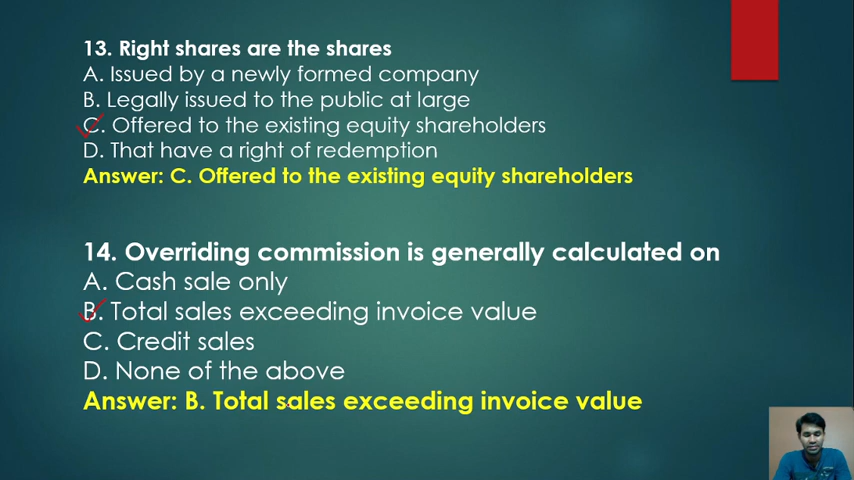 13. Right shares are the shares
A. Issued by a newly formed company
B. Legally issued to the public at large
C. Offered to the existing equity shareholders
D. That have a right of redemption
Answer: C. Offered to the existing equity shareholders
14. Overriding commission is generally calculated on
A. Cash sale only
B. Total sales exceeding invoice value
C. Credit sales
D. None of the above
Answer: B. Total sales exceeding invoice value